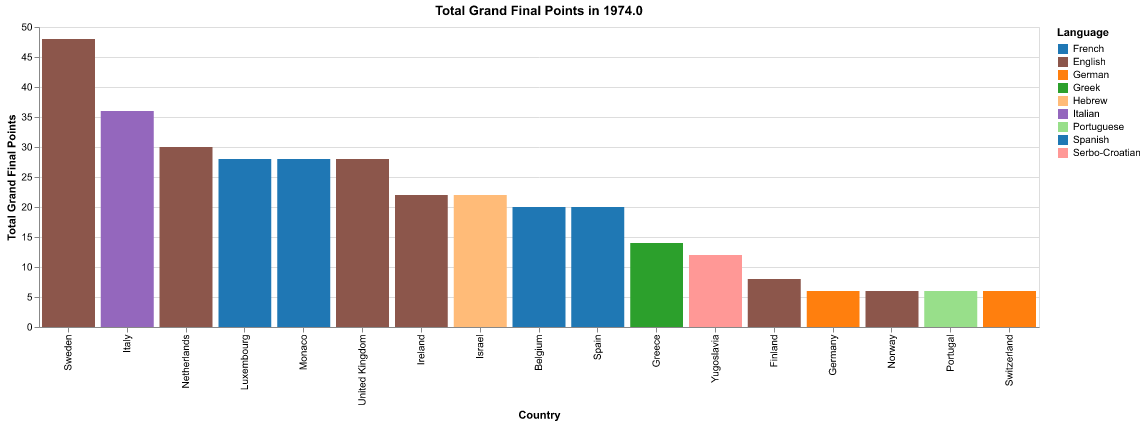 Total Grand Final Points in 1974.0
Total Grand Final Points
50
45
40
35
30
25
20
15
10
5
0
Sweden
Italy
Netherlands
Luxembourg
Monaco
United Kingdom
Ireland
Israel
Belgium
Spain
Greece
Yugoslavia
Finland
Germany
Norway
Portugal
Switzerland
Country
Language
French
English
German
Greek
Hebrew
Italian
Portuguese
Spanish
Serbo-Croatian